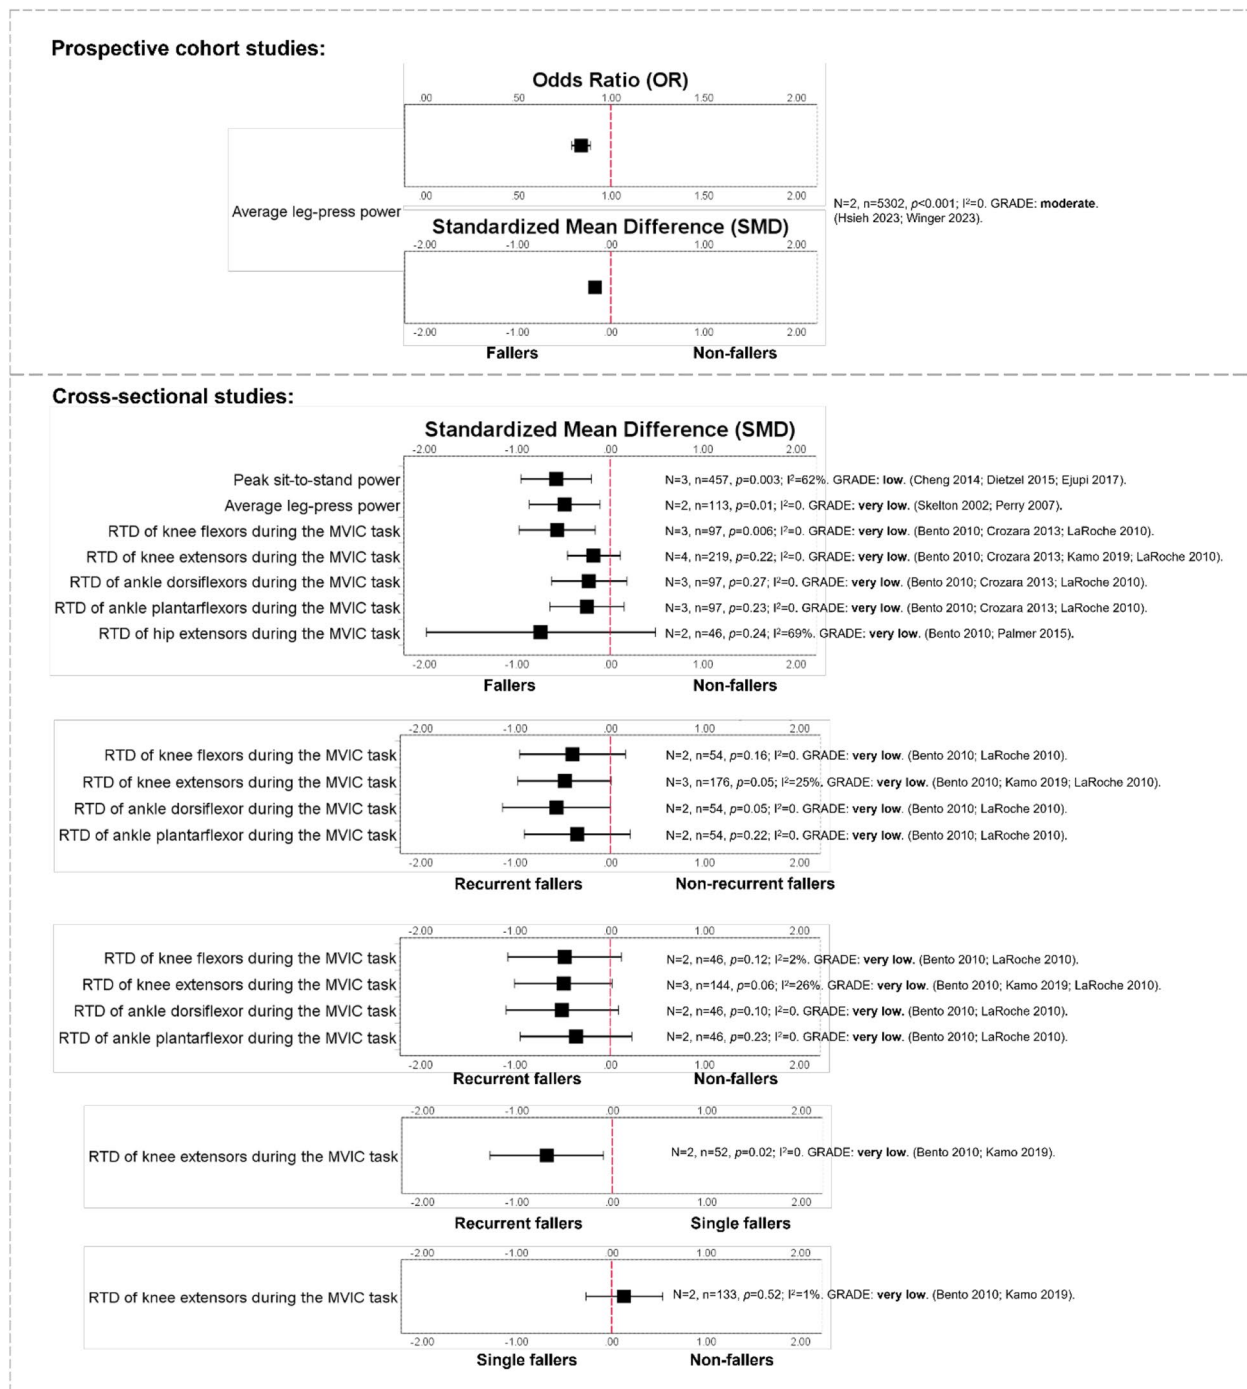 Prospective cohort studies:
Odds Ratio (OR)
.00 .50 1.00 1.50 2.00
.00 .50 1.00 1.50 2.00
Average leg-press power
N=2, n=5302, p<0.001; I²=0. GRADE: moderate.
(Hsieh 2023; Winger 2023).
Standardized Mean Difference (SMD)
-2.00 -1.00 .00 1.00 2.00
-2.00 -1.00 .00 1.00 2.00
Fallers Non-fallers
Cross-sectional studies:
Standardized Mean Difference (SMD)
-2.00 -1.00 .00 1.00 2.00
Peak sit-to-stand power N=3, n=457, p=0.003; I²=62%. GRADE: low. (Cheng 2014; Dietzel 2015; Ejupi 2017).
Average leg-press power N=2, n=113, p=0.01; I²=0. GRADE: very low. (Skelton 2002; Perry 2007).
RTD of knee flexors during the MVIC task N=3, n=97, p=0.006; I²=0. GRADE: very low. (Bento 2010; Crozara 2013; LaRoche 2010).
RTD of knee extensors during the MVIC task N=4, n=219, p=0.22; I²=0. GRADE: very low. (Bento 2010; Crozara 2013; Kamo 2019; LaRoche 2010).
RTD of ankle dorsiflexors during the MVIC task N=3, n=97, p=0.27; I²=0. GRADE: very low. (Bento 2010; Crozara 2013; LaRoche 2010).
RTD of ankle plantarflexors during the MVIC task N=3, n=97, p=0.23; I²=0. GRADE: very low. (Bento 2010; Crozara 2013; LaRoche 2010).
RTD of hip extensors during the MVIC task N=2, n=46, p=0.24; I²=69%. GRADE: very low. (Bento 2010; Palmer 2015).
-2.00 -1.00 .00 1.00 2.00
Fallers Non-fallers
-2.00 -1.00 .00 1.00 2.00
RTD of knee flexors during the MVIC task N=2, n=54, p=0.16; I²=0. GRADE: very low. (Bento 2010; LaRoche 2010).
RTD of knee extensors during the MVIC task N=3, n=176, p=0.05; I²=25%. GRADE: very low. (Bento 2010; Kamo 2019; LaRoche 2010).
RTD of ankle dorsiflexor during the MVIC task N=2, n=54, p=0.05; I²=0. GRADE: very low. (Bento 2010; LaRoche 2010).
RTD of ankle plantarflexor during the MVIC task N=2, n=54, p=0.22; I²=0. GRADE: very low. (Bento 2010; LaRoche 2010).
-2.00 -1.00 .00 1.00 2.00
Recurrent fallers Non-recurrent fallers
-2.00 -1.00 .00 1.00 2.00
RTD of knee flexors during the MVIC task N=2, n=46, p=0.12; I²=2%. GRADE: very low. (Bento 2010; LaRoche 2010).
RTD of knee extensors during the MVIC task N=3, n=144, p=0.06; I²=26%. GRADE: very low. (Bento 2010; Kamo 2019; LaRoche 2010).
RTD of ankle dorsiflexor during the MVIC task N=2, n=46, p=0.10; I²=0. GRADE: very low. (Bento 2010; LaRoche 2010).
RTD of ankle plantarflexor during the MVIC task N=2, n=46, p=0.23; I²=0. GRADE: very low. (Bento 2010; LaRoche 2010).
-2.00 -1.00 .00 1.00 2.00
Recurrent fallers Non-fallers
-2.00 -1.00 .00 1.00 2.00
RTD of knee extensors during the MVIC task N=2, n=52, p=0.02; I²=0. GRADE: very low. (Bento 2010; Kamo 2019).
-2.00 -1.00 .00 1.00 2.00
Recurrent fallers Single fallers
-2.00 -1.00 .00 1.00 2.00
RTD of knee extensors during the MVIC task N=2, n=133, p=0.52; I²=1%. GRADE: very low. (Bento 2010; Kamo 2019).
-2.00 -1.00 .00 1.00 2.00
Single fallers Non-fallers